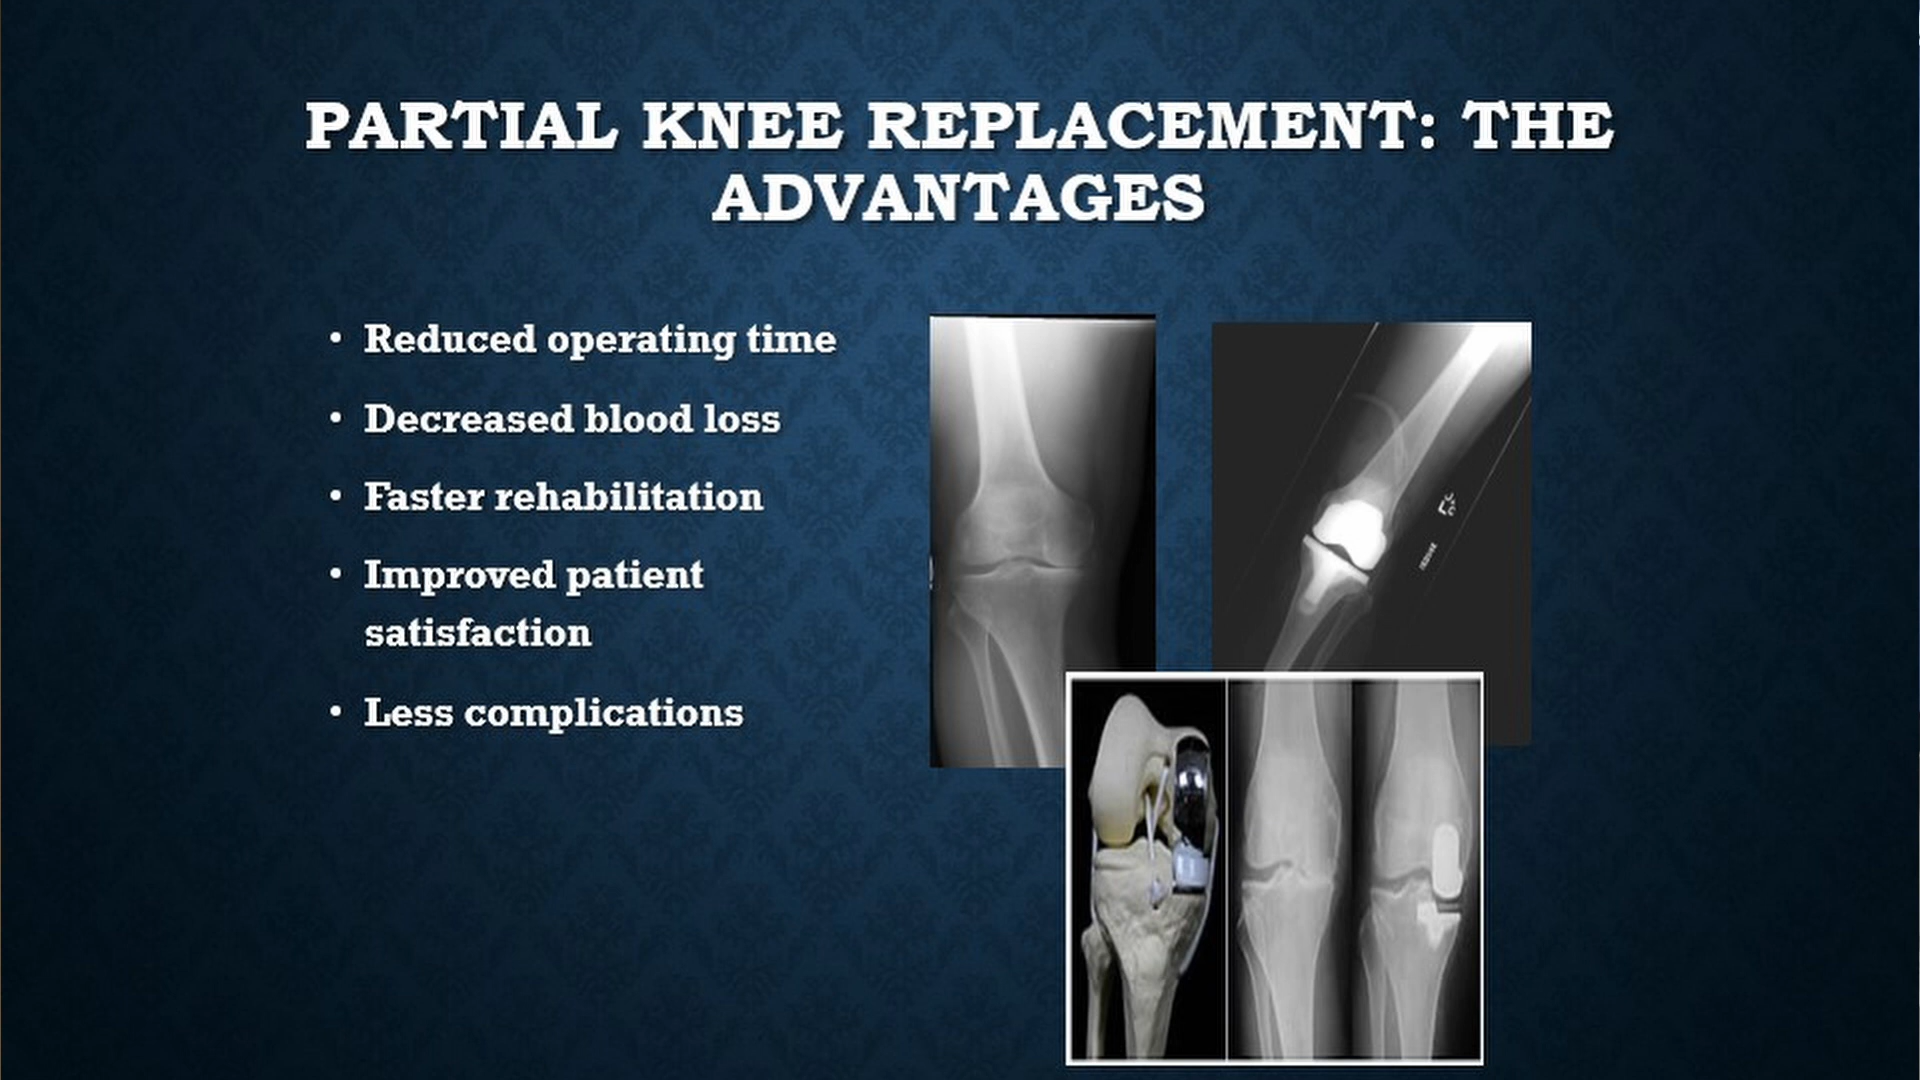 PARTIAL KNEE REPLACEMENT: THE
ADVANTAGES
• Reduced operating time
• Decreased blood loss
• Faster rehabilitation
• Improved patient
satisfaction
• Less complications